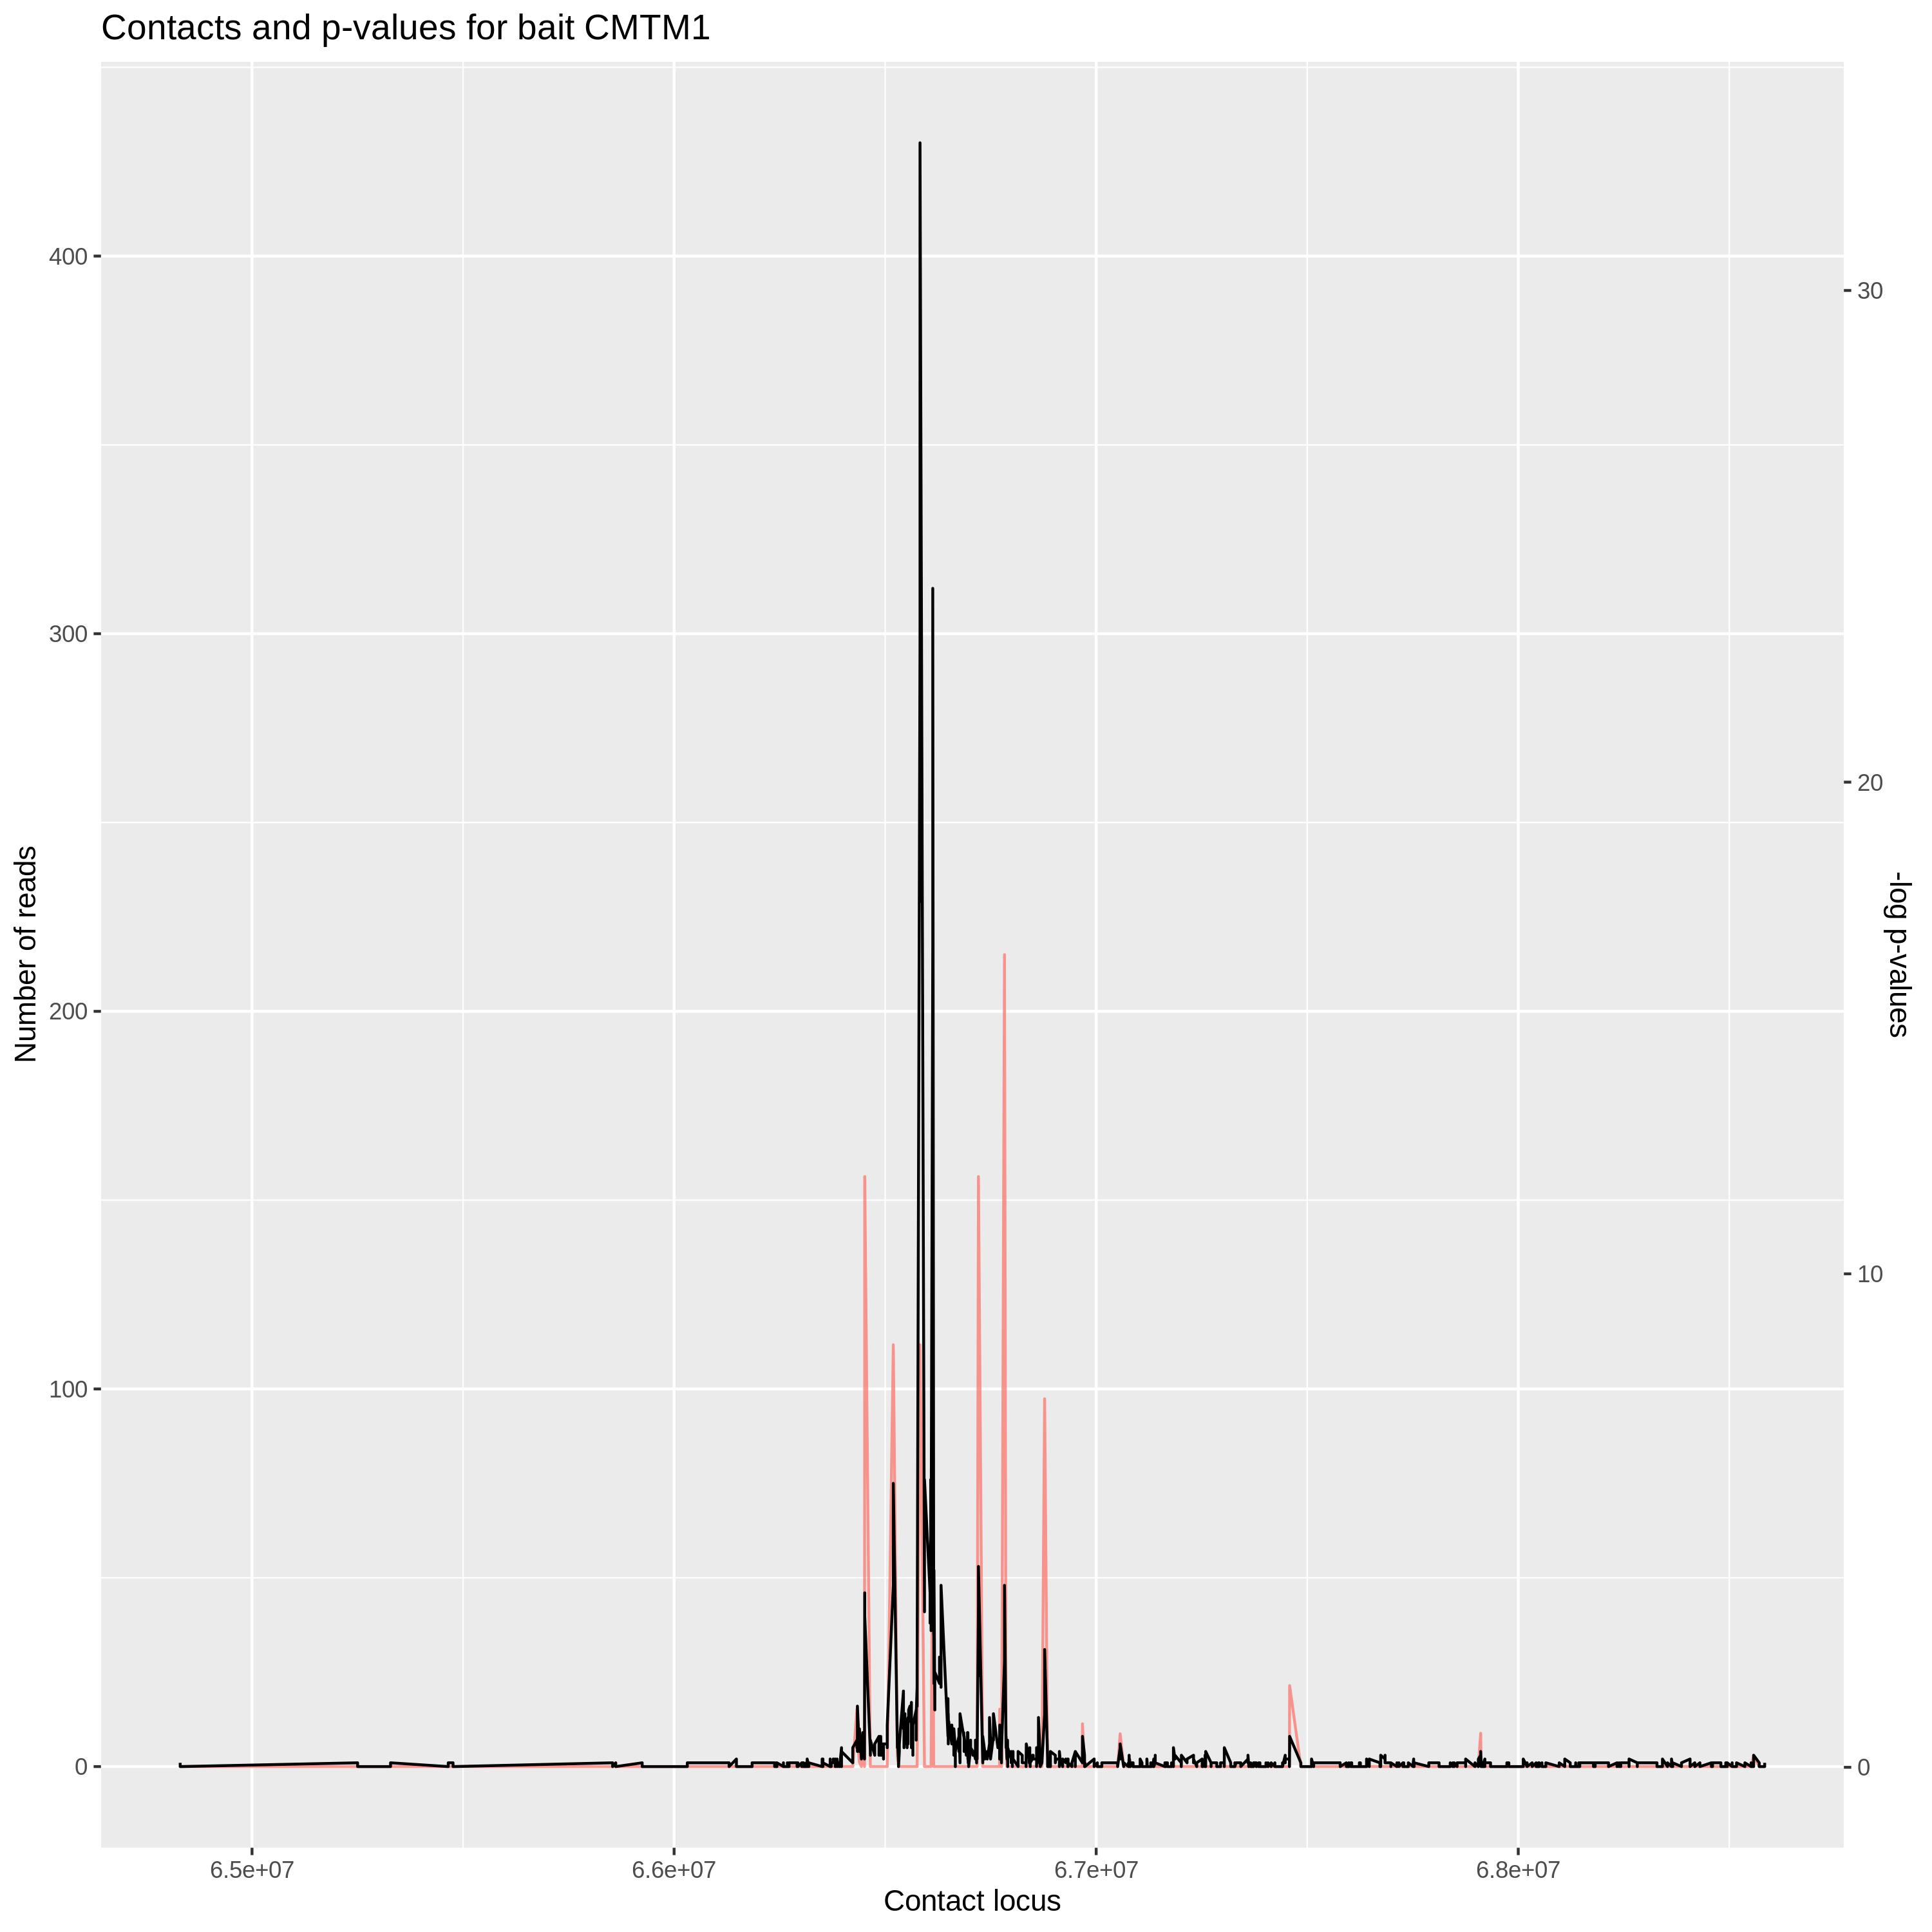 Contacts and p-values for bait CMTM1
400
300
200
100
0
Number of reads
30
20
10
0
-log p-values
6.5e+07
6.6e+07
6.7e+07
6.8e+07
Contact locus